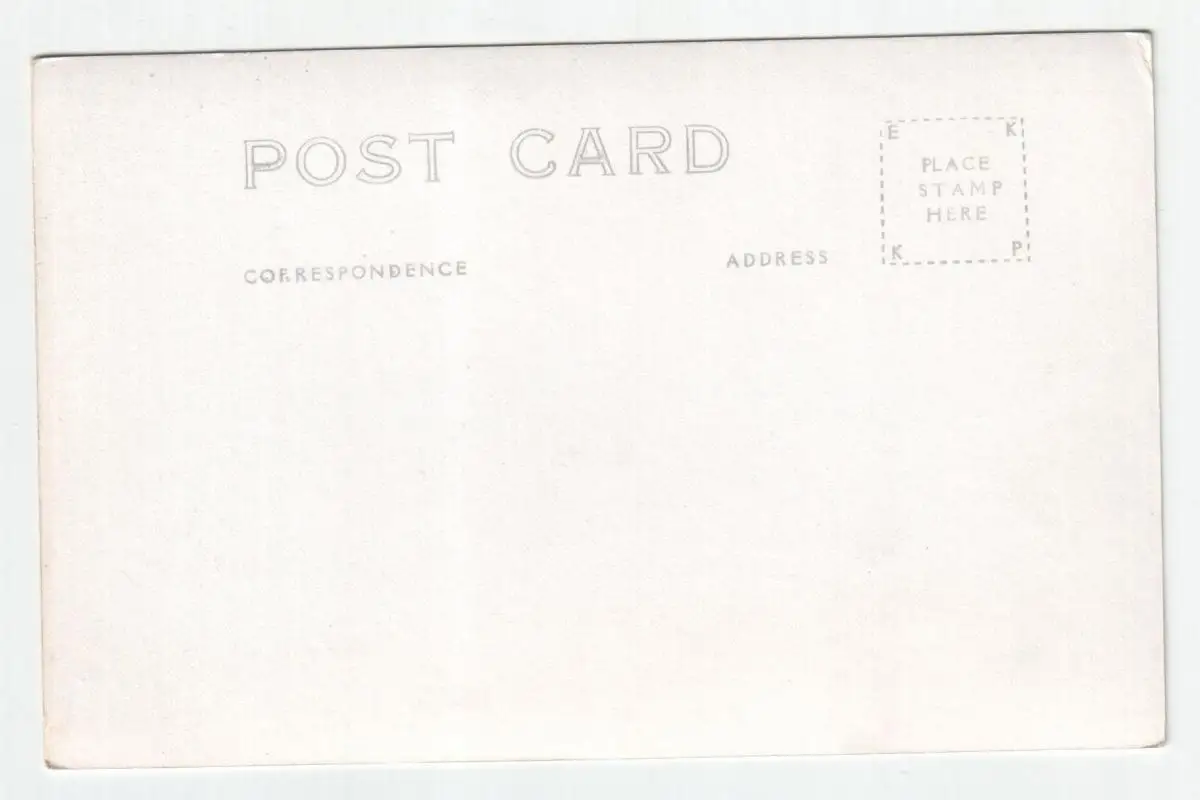 POST CARD
E K
PLACE
STAMP
HERE
K P
CORRESPONDENCE
ADDRESS